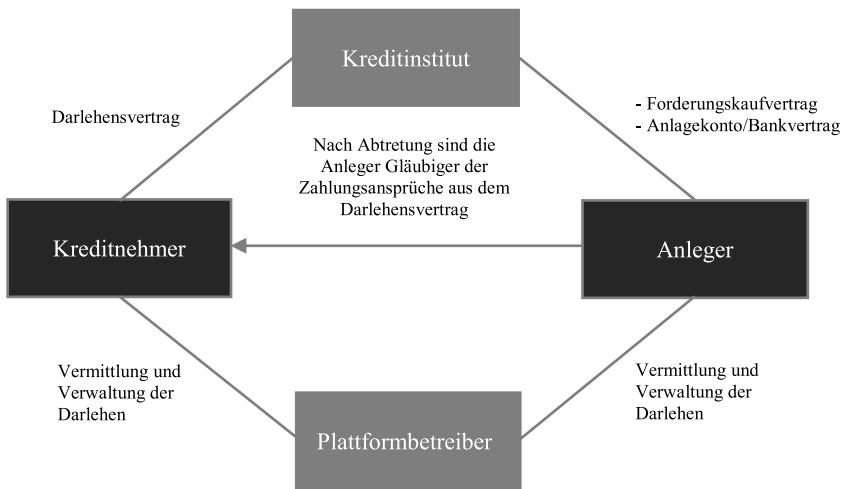 Kreditinstitut
Darlehensvertrag
- Forderungskaufvertrag
- Anlagekonto/Bankvertrag
Nach Abtretung sind die
Anleger Gläubiger der
Zahlungsansprüche aus dem
Darlehensvertrag
Kreditnehmer
Anleger
Vermittlung und
Verwaltung der
Darlehen
Vermittlung und
Verwaltung der
Darlehen
Plattformbetreiber